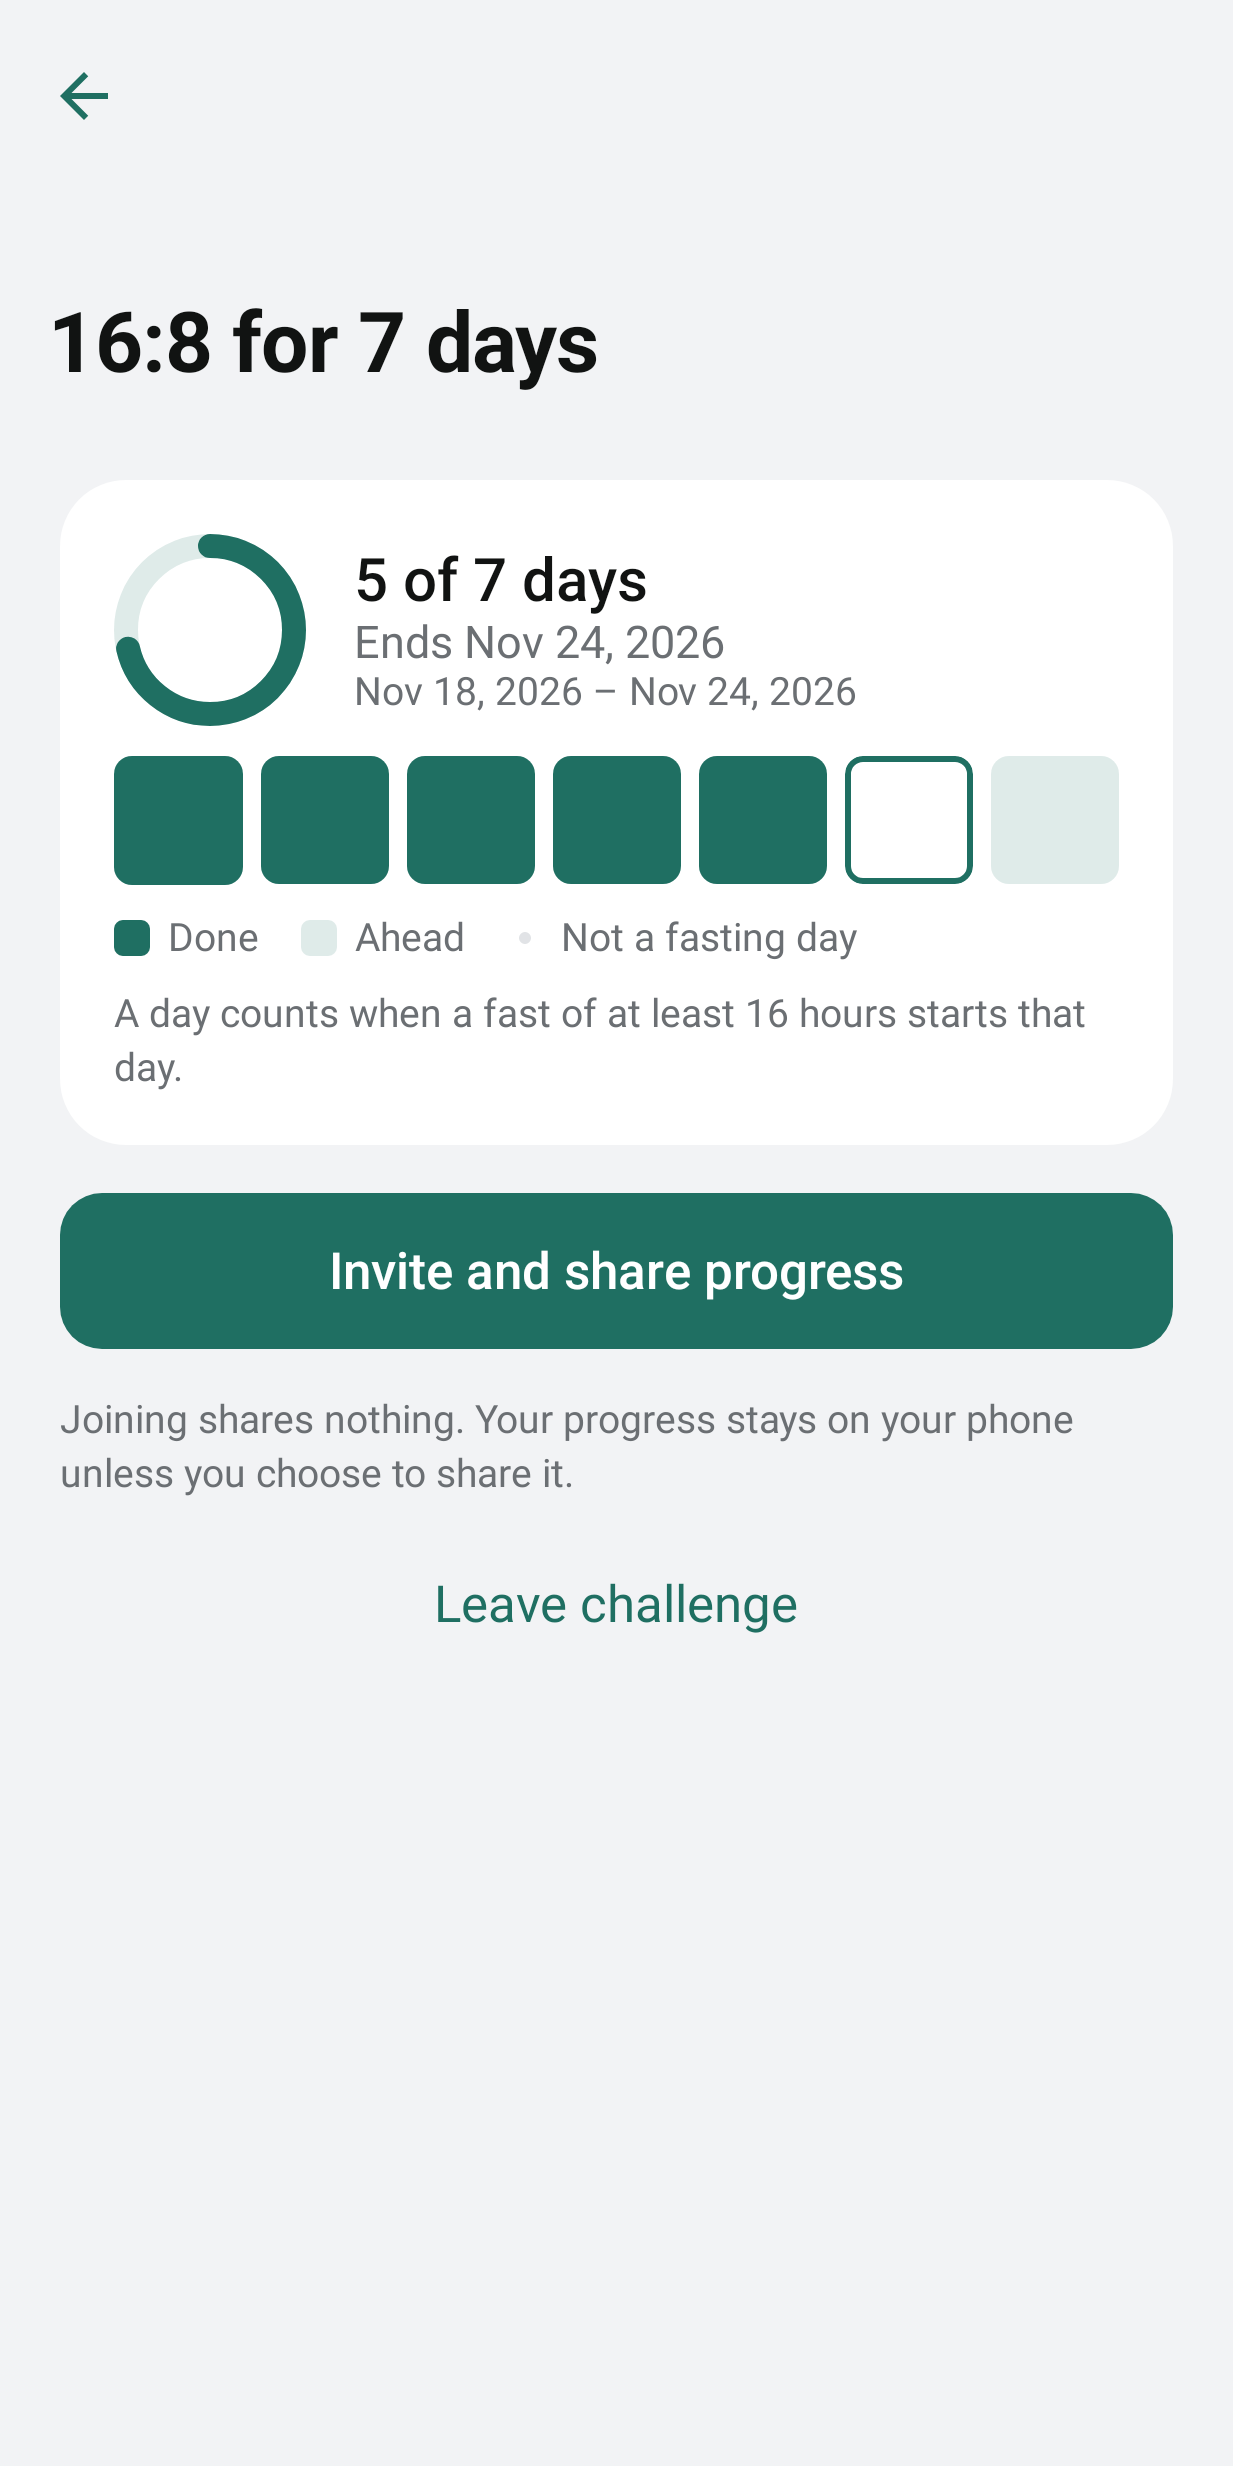 16:8 for 7 days
5 of 7 days
Ends Nov 24, 2026
Nov 18, 2026 – Nov 24, 2026
Done Ahead Not a fasting day
A day counts when a fast of at least 16 hours starts that
day.
Invite and share progress
Joining shares nothing. Your progress stays on your phone
unless you choose to share it.
Leave challenge